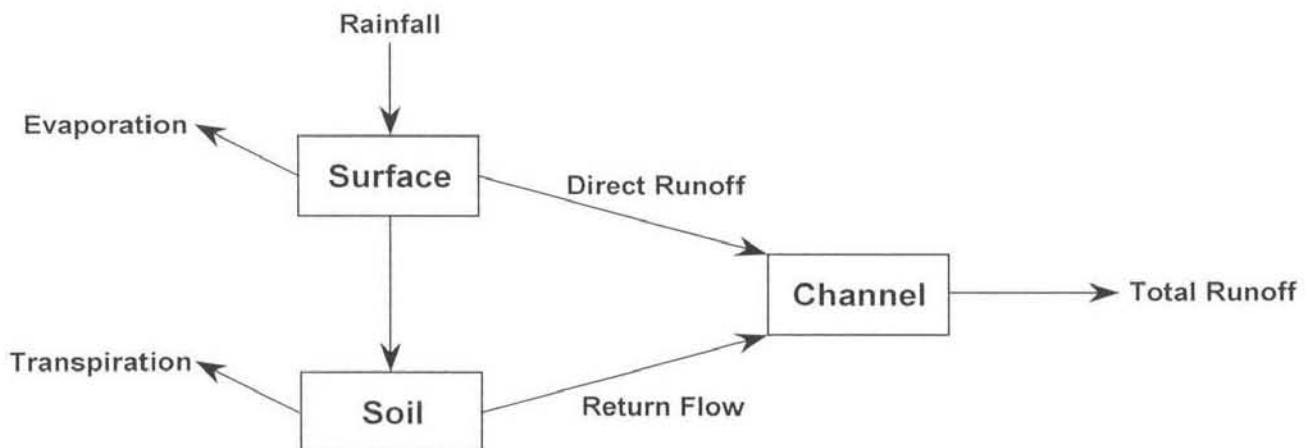 Rainfall
Evaporation
Surface
Direct Runoff
Channel
Total Runoff
Transpiration
Soil
Return Flow